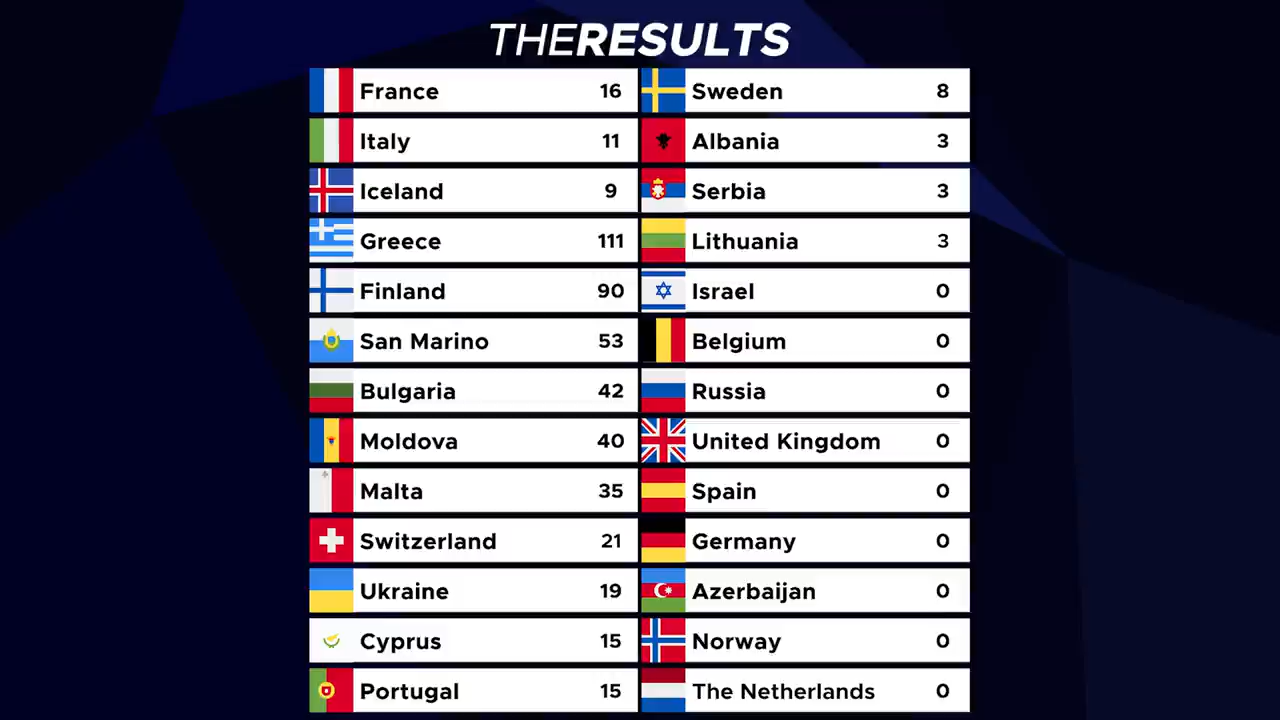 THERESULTS
France 16
Italy 11
Iceland 9
Greece 111
Finland 90
San Marino 53
Bulgaria 42
Moldova 40
Malta 35
Switzerland 21
Ukraine 19
Cyprus 15
Portugal 15
Sweden 8
Albania 3
Serbia 3
Lithuania 3
Israel 0
Belgium 0
Russia 0
United Kingdom 0
Spain 0
Germany 0
Azerbaijan 0
Norway 0
The Netherlands 0